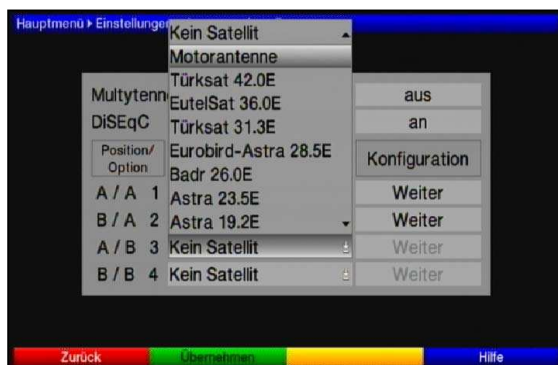 Hauptmenü ▸ Einstellungen
Kein Satellit
Motorantenne
Türksat 42.0E
EutelSat 36.0E
Türksat 31.3E
Eurobird-Astra 28.5E
Badr 26.0E
Astra 23.5E
Astra 19.2E
Multytenn aus
DiSEqC an
Position/
Option
Konfiguration
A / A 1 Weiter
B / A 2 Weiter
A / B 3 Kein Satellit Weiter
B / B 4 Kein Satellit Weiter
Zurück Übernehmen Hilfe